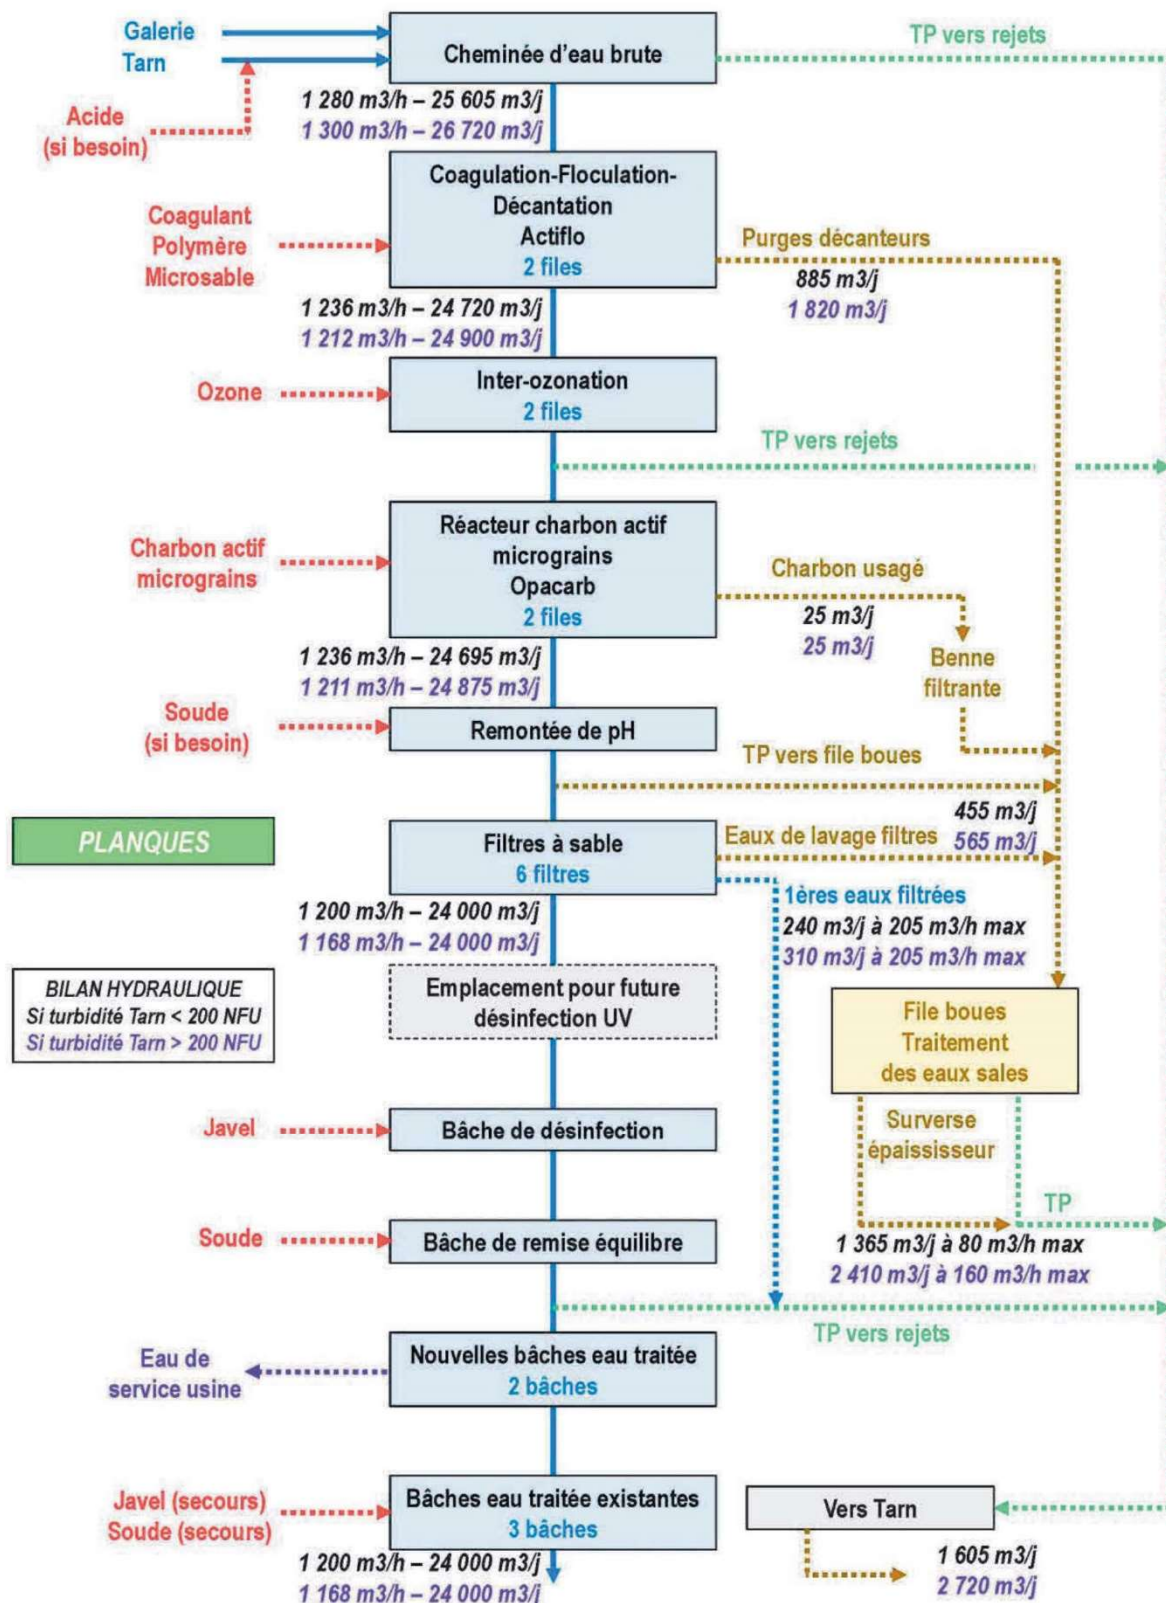 Galerie
Tarn
Acide
(si besoin)
Cheminée d'eau brute
TP vers rejets
1 280 m3/h – 25 605 m3/j
1 300 m3/h – 26 720 m3/j
Coagulant
Polymère
Microsable
Coagulation-Floculation-
Décantation
Actiflo
2 files
Purges décanteurs
885 m3/j
1 820 m3/j
1 236 m3/h – 24 720 m3/j
1 212 m3/h – 24 900 m3/j
Ozone
Inter-ozonation
2 files
TP vers rejets
Charbon actif
micrograins
Réacteur charbon actif
micrograins
Opacarb
2 files
Charbon usagé
25 m3/j
25 m3/j
Benne
filtrante
1 236 m3/h – 24 695 m3/j
1 211 m3/h – 24 875 m3/j
Soude
(si besoin)
Remontée de pH
TP vers file boues
PLANQUES
Filtres à sable
6 filtres
455 m3/j
Eaux de lavage filtres
565 m3/j
1ères eaux filtrées
240 m3/j à 205 m3/h max
310 m3/j à 205 m3/h max
1 200 m3/h – 24 000 m3/j
1 168 m3/h – 24 000 m3/j
BILAN HYDRAULIQUE
Si turbidité Tarn < 200 NFU
Si turbidité Tarn > 200 NFU
Emplacement pour future
désinfection UV
File boues
Traitement
des eaux sales
Javel
Bâche de désinfection
Surverse
épaississeur
TP
Soude
Bâche de remise équilibre
1 365 m3/j à 80 m3/h max
2 410 m3/j à 160 m3/h max
TP vers rejets
Eau de
service usine
Nouvelles bâches eau traitée
2 bâches
Javel (secours)
Soude (secours)
Bâches eau traitée existantes
3 bâches
Vers Tarn
1 605 m3/j
2 720 m3/j
1 200 m3/h – 24 000 m3/j
1 168 m3/h – 24 000 m3/j